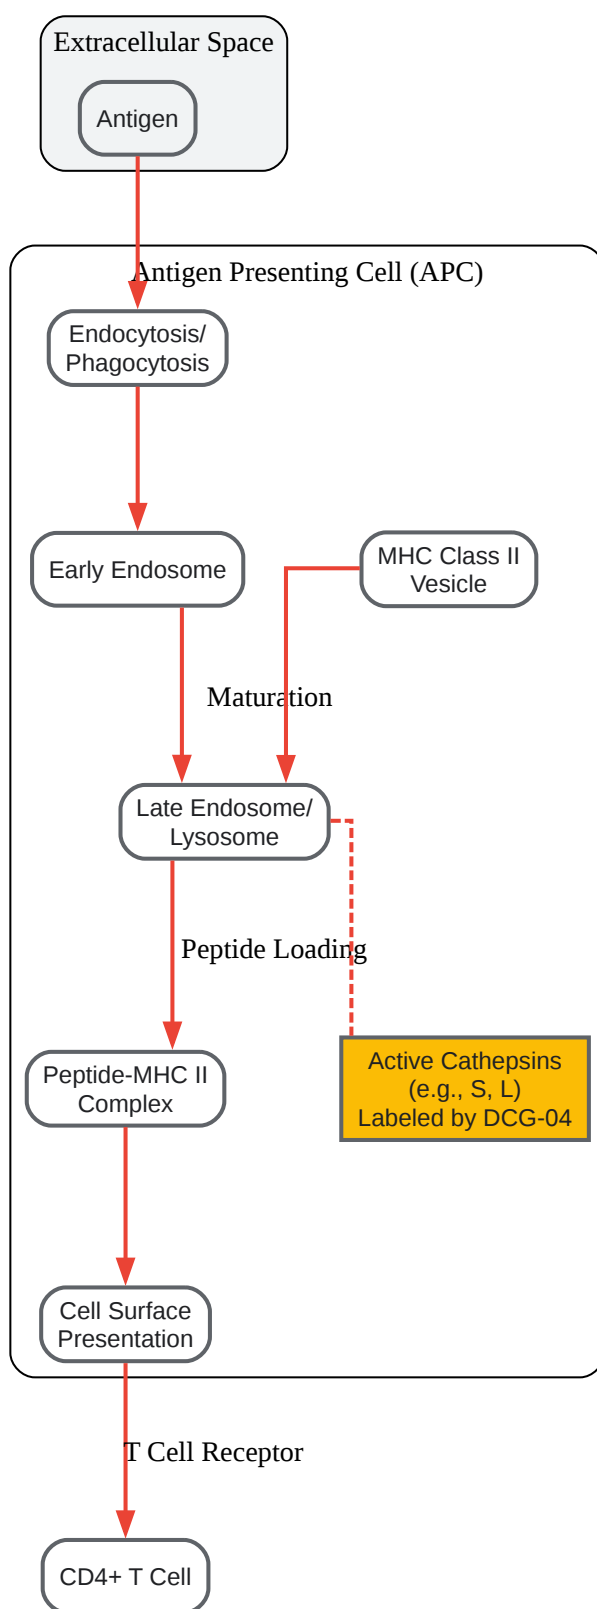 Extracellular Space
Antigen
Antigen Presenting Cell (APC)
Endocytosis/
Phagocytosis
Early Endosome
MHC Class II
Vesicle
Maturation
Late Endosome/
Lysosome
Peptide Loading
Peptide-MHC II
Complex
Active Cathepsins
(e.g., S, L)
Labeled by DCG-04
Cell Surface
Presentation
T Cell Receptor
CD4+ T Cell